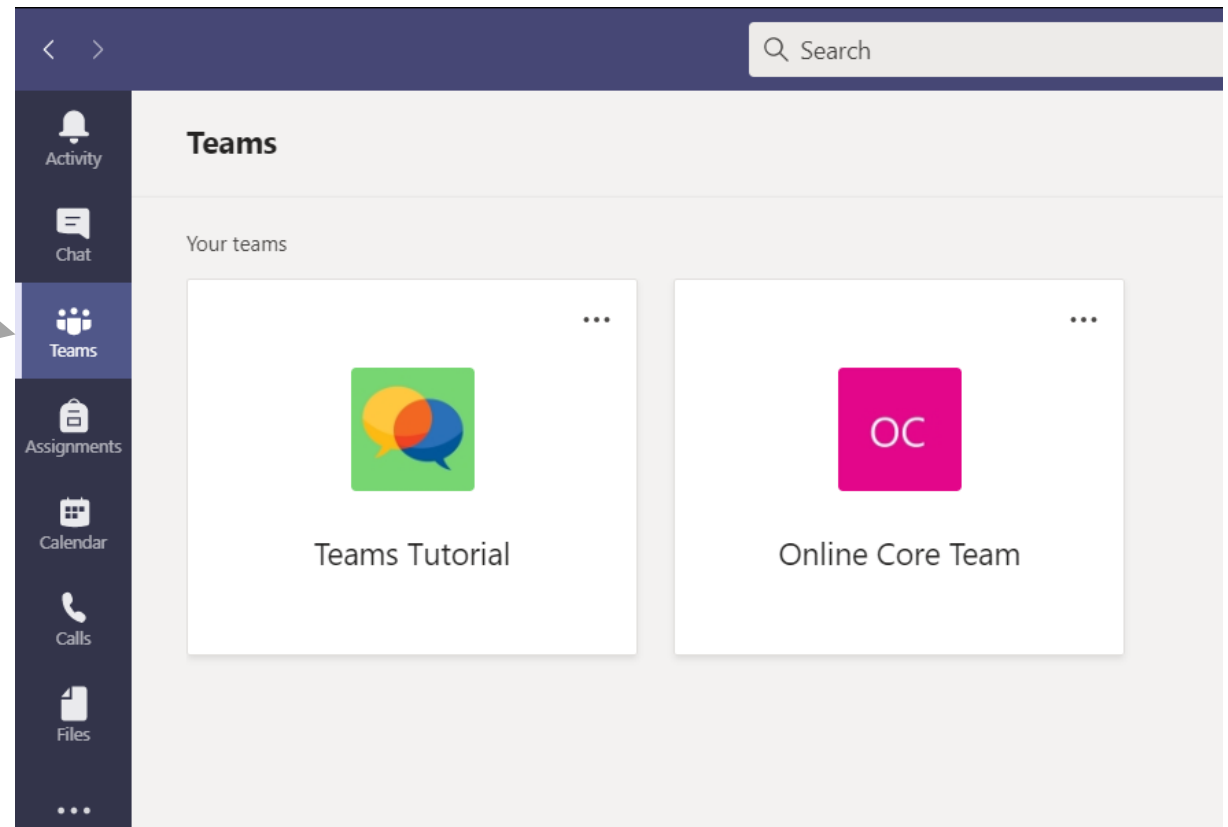 Search
Activity
Teams
Chat
Your teams
Teams
Assignments
OC
Calendar
Teams Tutorial
Online Core Team
Calls
Files